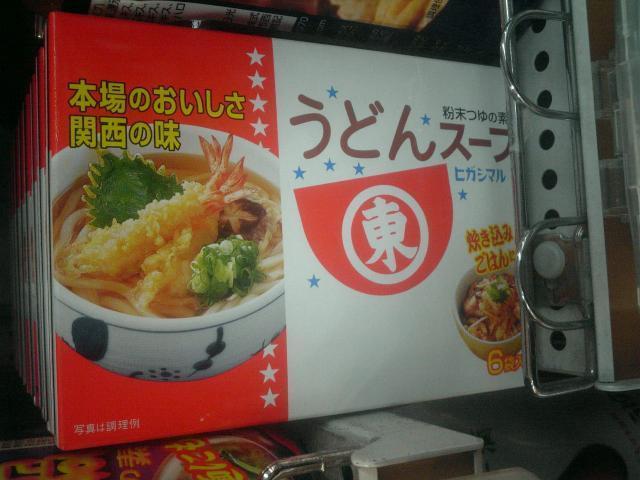 本場のおいしさ
関西の味
粉末つゆの素
うどんスープ
ヒガシマル
東
炊き込み
ごはんに
6袋入
写真は調理例